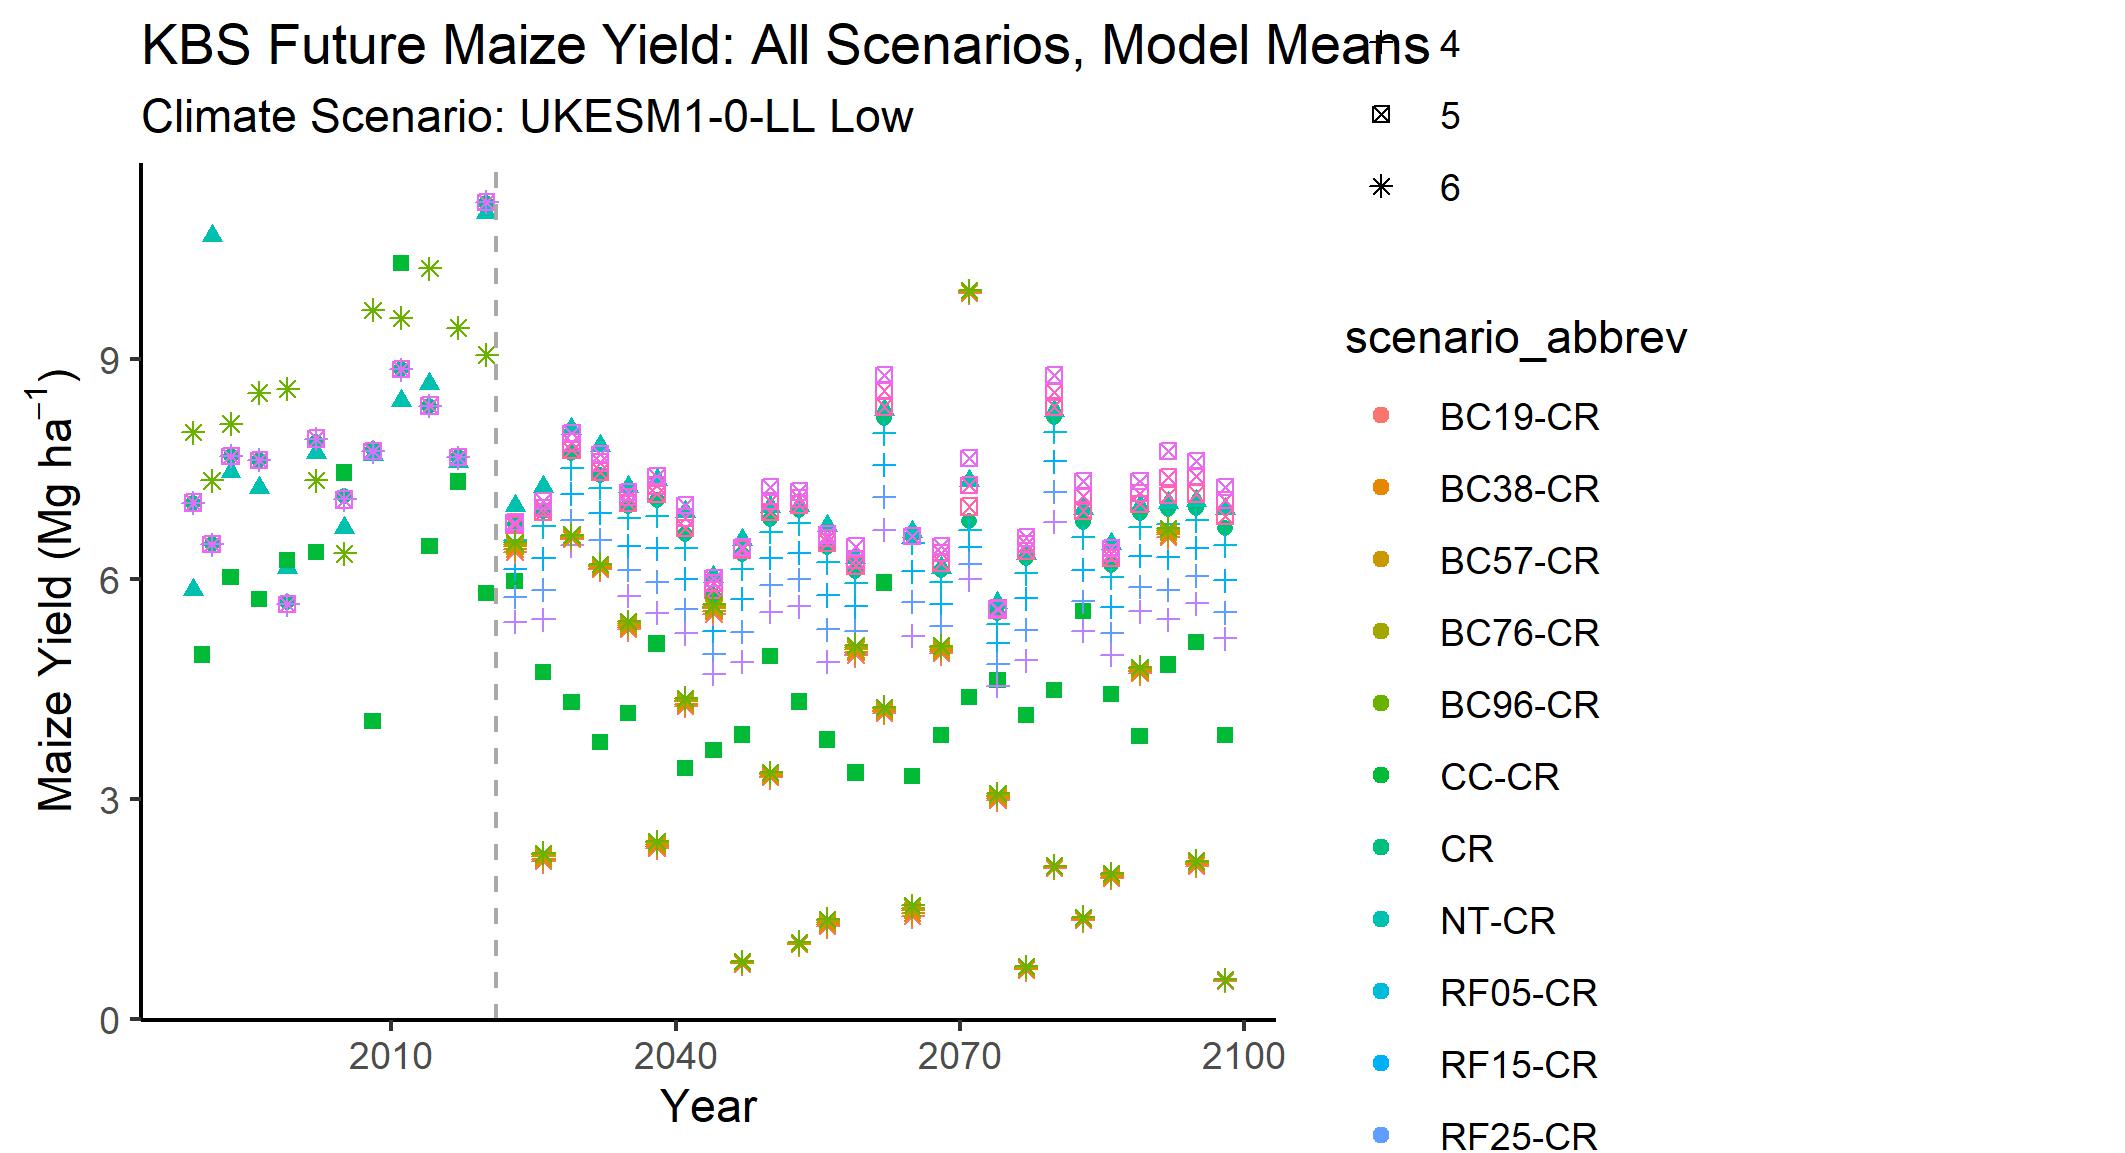 KBS Future Maize Yield: All Scenarios, Model Means
Climate Scenario: UKESM1-0-LL Low
4
5
6
scenario_abbrev
BC19-CR
BC38-CR
BC57-CR
BC76-CR
BC96-CR
CC-CR
CR
NT-CR
RF05-CR
RF15-CR
RF25-CR
Maize Yield (Mg ha⁻¹)
9
6
3
0
2010
2040
2070
2100
Year